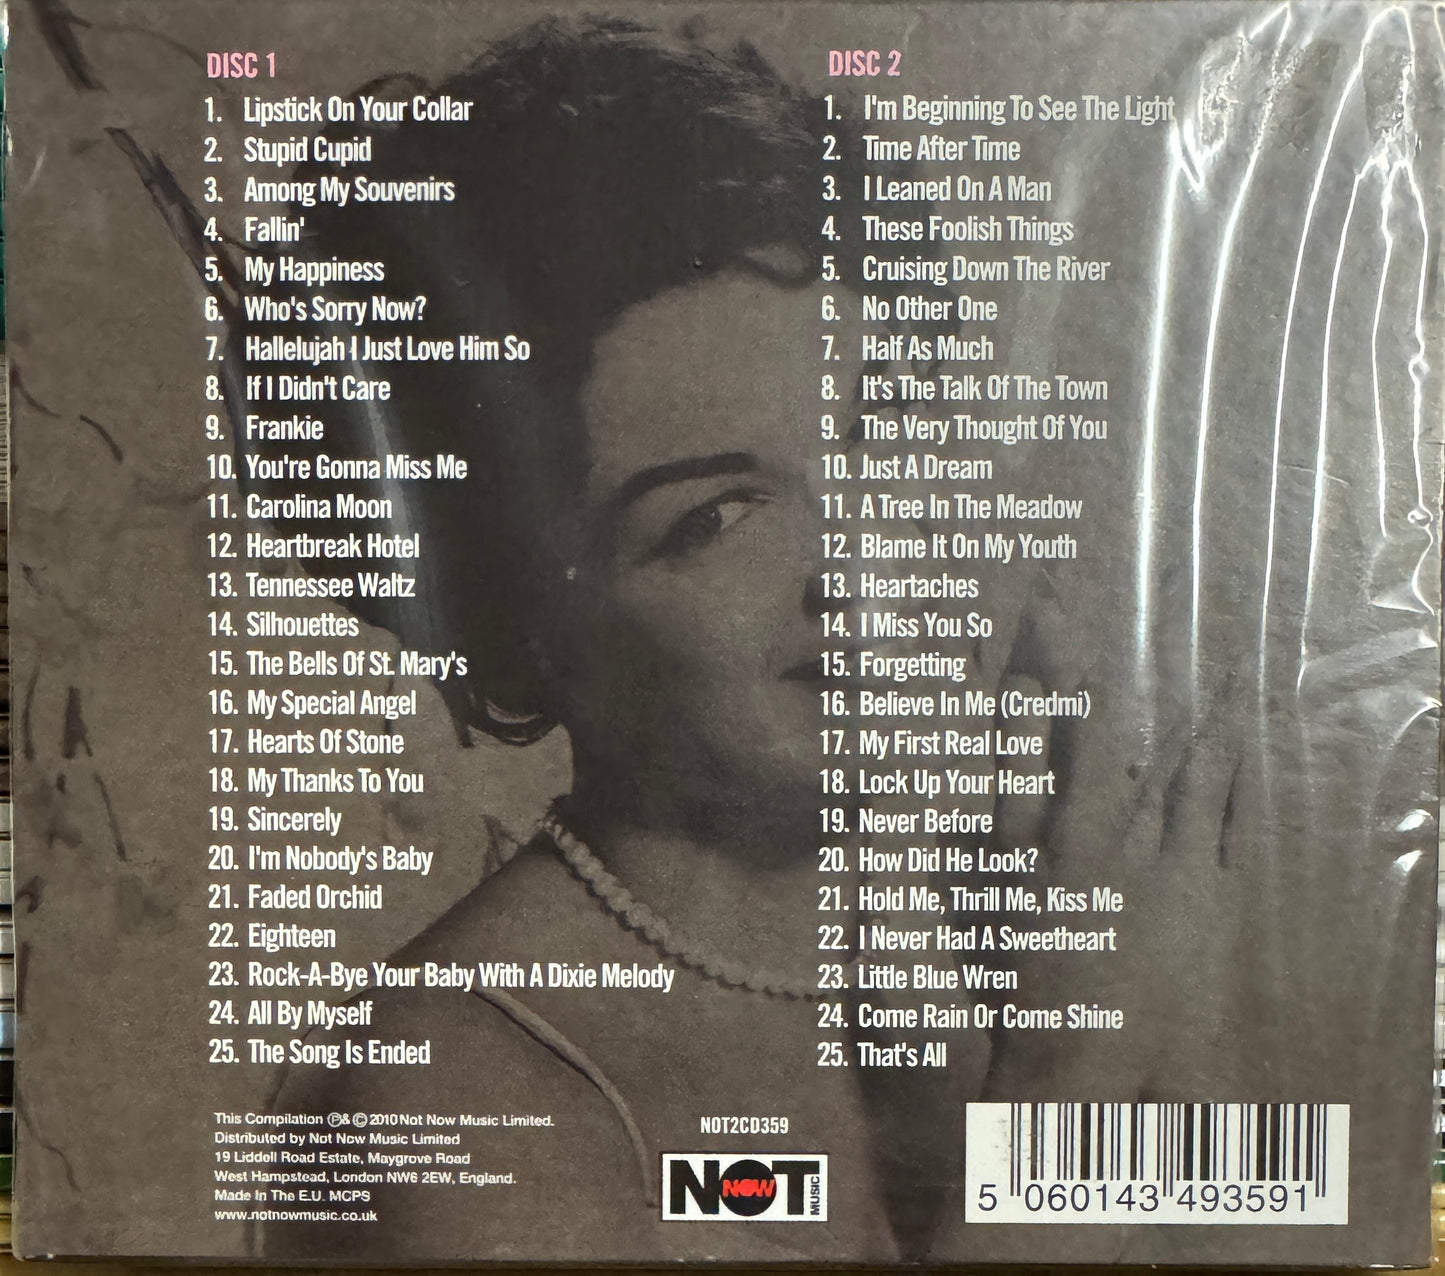 DISC 1
1. Lipstick On Your Collar
2. Stupid Cupid
3. Among My Souvenirs
4. Fallin'
5. My Happiness
6. Who's Sorry Now?
7. Hallelujah I Just Love Him So
8. If I Didn't Care
9. Frankie
10. You're Gonna Miss Me
11. Carolina Moon
12. Heartbreak Hotel
13. Tennessee Waltz
14. Silhouettes
15. The Bells Of St. Mary's
16. My Special Angel
17. Hearts Of Stone
18. My Thanks To You
19. Sincerely
20. I'm Nobody's Baby
21. Faded Orchid
22. Eighteen
23. Rock-A-Bye Your Baby With A Dixie Melody
24. All By Myself
25. The Song Is Ended
DISC 2
1. I'm Beginning To See The Light
2. Time After Time
3. I Leaned On A Man
4. These Foolish Things
5. Cruising Down The River
6. No Other One
7. Half As Much
8. It's The Talk Of The Town
9. The Very Thought Of You
10. Just A Dream
11. A Tree In The Meadow
12. Blame It On My Youth
13. Heartaches
14. I Miss You So
15. Forgetting
16. Believe In Me (Credmi)
17. My First Real Love
18. Lock Up Your Heart
19. Never Before
20. How Did He Look?
21. Hold Me, Thrill Me, Kiss Me
22. I Never Had A Sweetheart
23. Little Blue Wren
24. Come Rain Or Come Shine
25. That's All
This Compilation ℗& © 2010 Not Now Music Limited.
Distributed by Not Now Music Limited
19 Liddell Road Estate, Maygrove Road
West Hampstead, London NW6 2EW, England.
Made In The E.U. MCPS
www.notnowmusic.co.uk
NOT2CD359
NOT NOW MUSIC
5 060143 493591